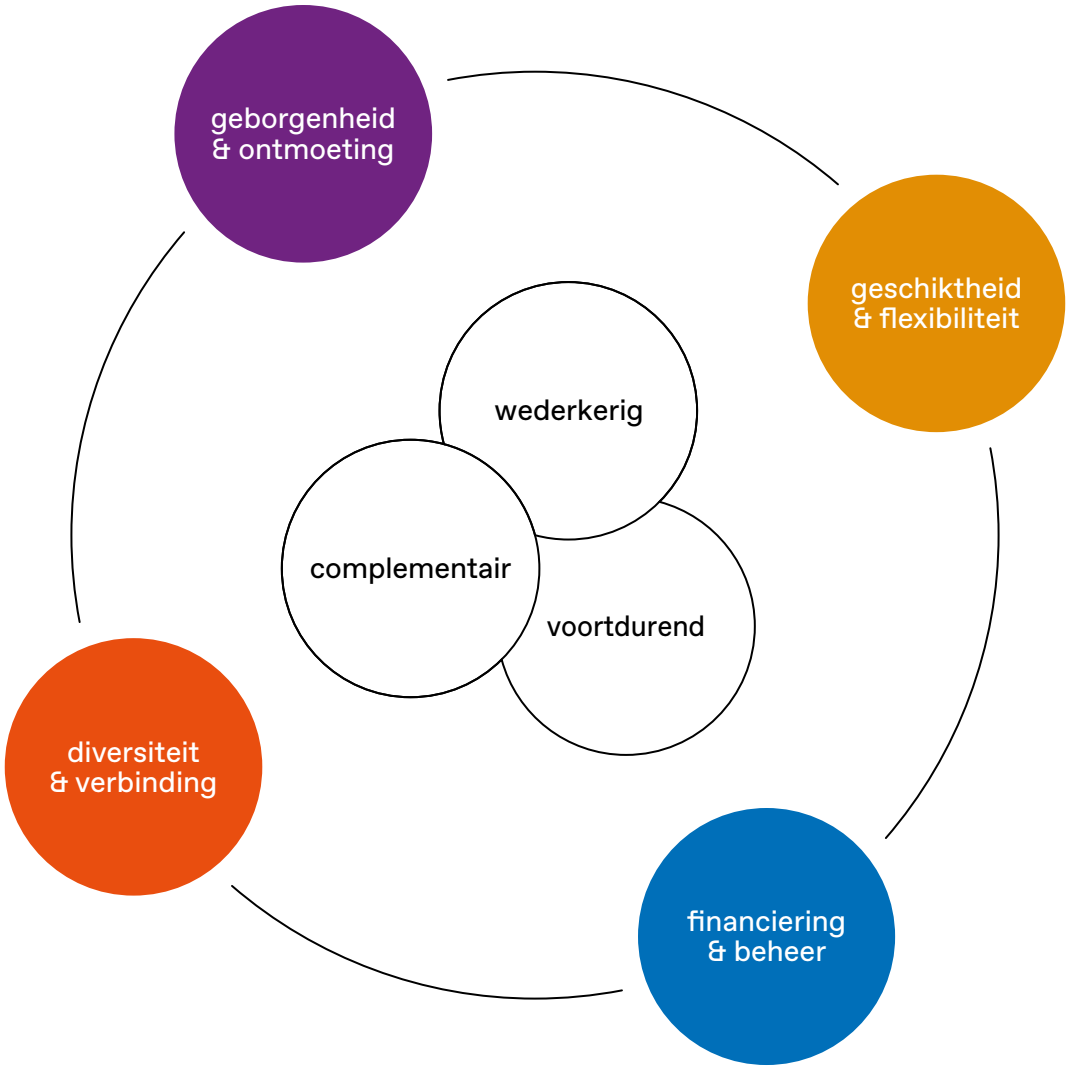 geborgenheid
& ontmoeting
geschiktheid
& flexibiliteit
wederkerig
complementair
voortdurend
diversiteit
& verbinding
financiering
& beheer